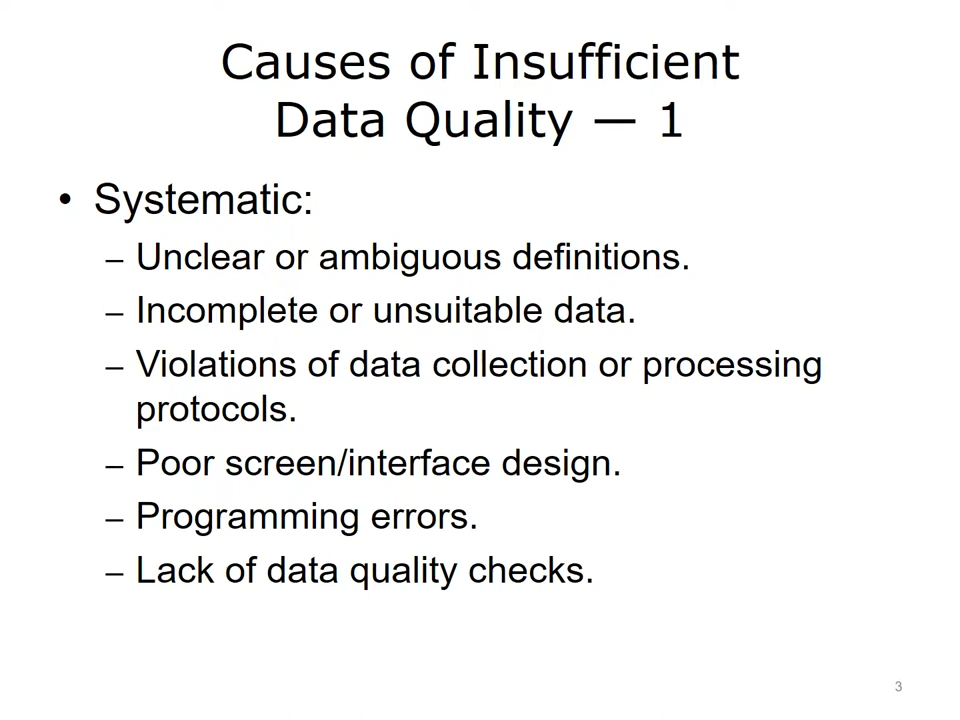 Causes of Insufficient
Data Quality — 1
• Systematic:
– Unclear or ambiguous definitions.
– Incomplete or unsuitable data.
– Violations of data collection or processing
protocols.
– Poor screen/interface design.
– Programming errors.
– Lack of data quality checks.
3